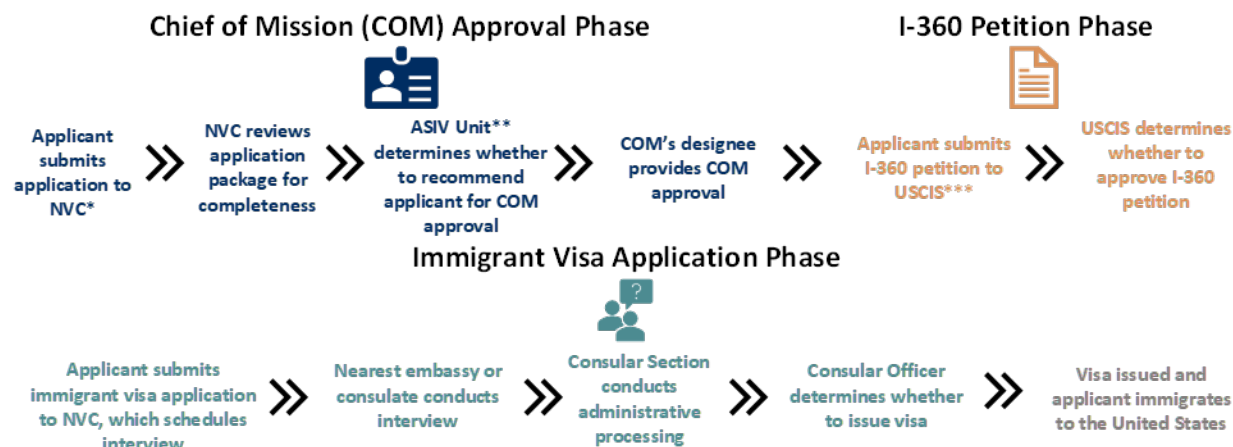 Chief of Mission (COM) Approval Phase
I-360 Petition Phase
Applicant
submits
application to
NVC*
NVC reviews
application
package for
completeness
ASIV Unit**
determines whether
to recommend
applicant for COM
approval
COM's designee
provides COM
approval
Applicant submits
I-360 petition to
USCIS***
USCIS determines
whether to
approve I-360
petition
Immigrant Visa Application Phase
?
Applicant submits
immigrant visa application
to NVC, which schedules
interview
Nearest embassy or
consulate conducts
interview
Consular Section
conducts
administrative
processing
Consular Officer
determines whether
to issue visa
Visa issued and
applicant immigrates
to the United States